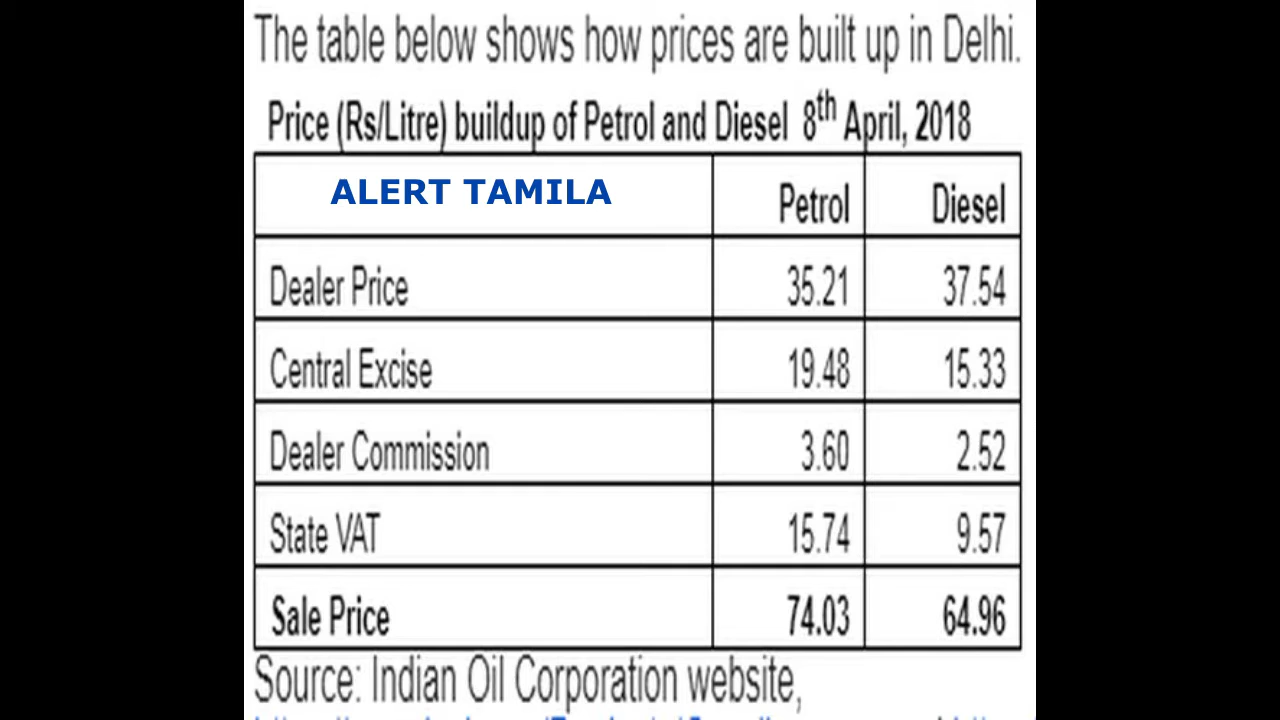 The table below shows how prices are built up in Delhi.
Price (Rs/Litre) buildup of Petrol and Diesel 8th April, 2018
ALERT TAMILA Petrol Diesel
Dealer Price 35.21 37.54
Central Excise 19.48 15.33
Dealer Commission 3.60 2.52
State VAT 15.74 9.57
Sale Price 74.03 64.96
Source: Indian Oil Corporation website,